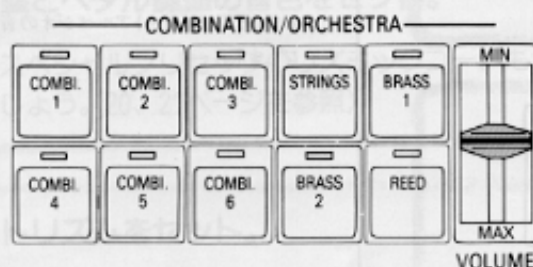 COMBINATION/ORCHESTRA
COMBI. 1
COMBI. 2
COMBI. 3
STRINGS
BRASS 1
MIN
COMBI. 4
COMBI. 5
COMBI. 6
BRASS 2
REED
MAX
VOLUME